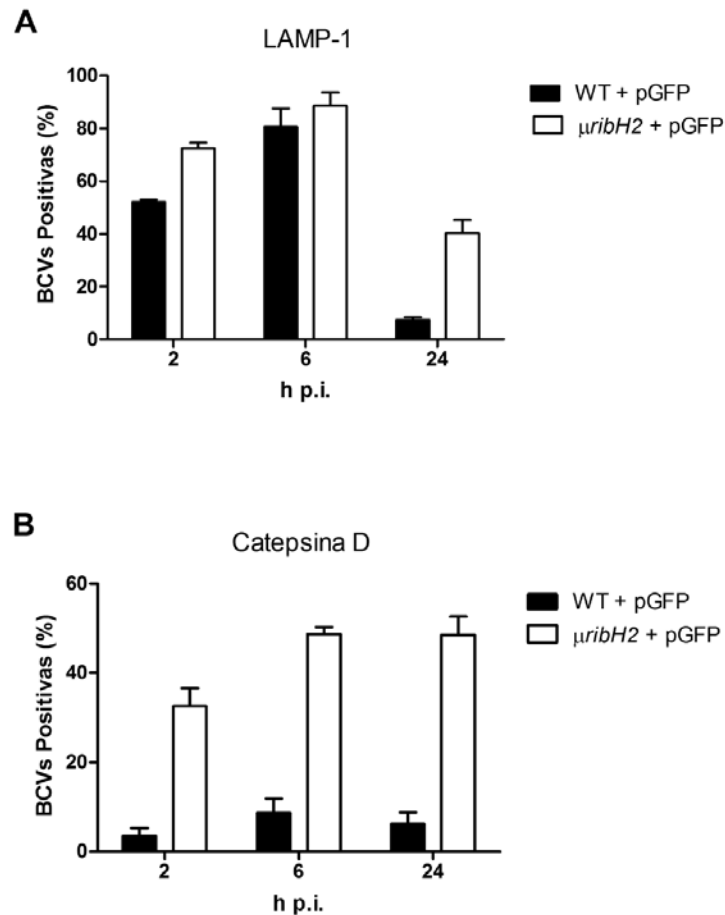 A
LAMP-1
BCVs Positivas (%)
100
80
60
40
20
0
2
6
24
h p.i.
WT + pGFP
μribH2 + pGFP
B
Catepsina D
BCVs Positivas (%)
60
40
20
0
2
6
24
h p.i.
WT + pGFP
μribH2 + pGFP